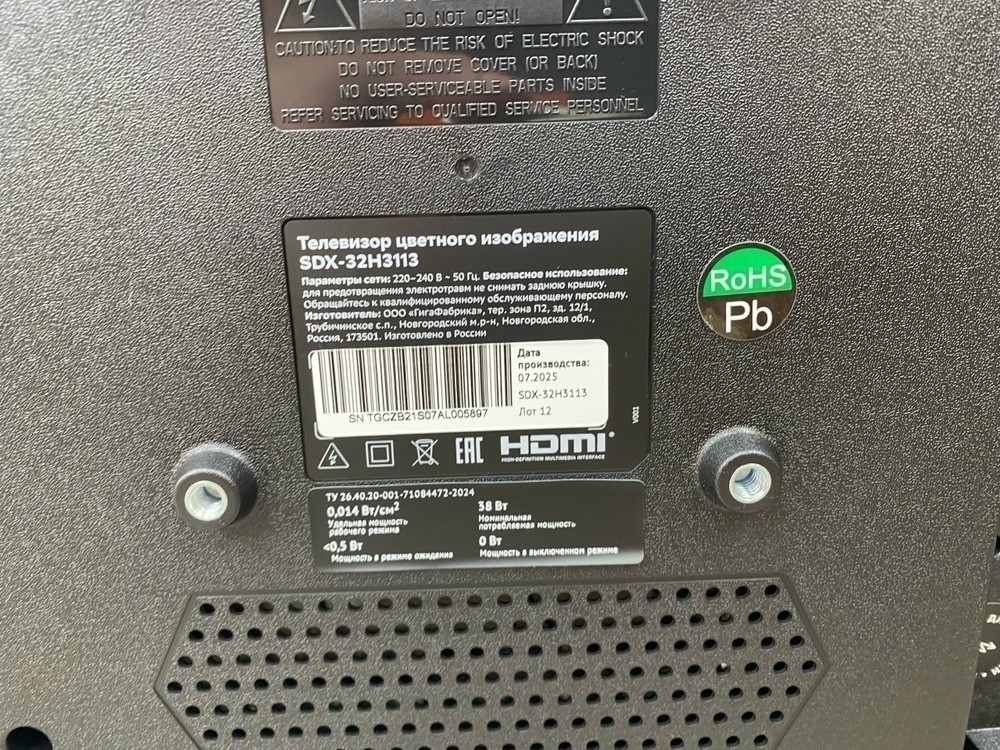 DO NOT OPEN!
CAUTION:TO REDUCE THE RISK OF ELECTRIC SHOCK
DO NOT REMOVE COVER (OR BACK)
NO USER-SERVICEABLE PARTS INSIDE
REFER SERVICING TO QUALIFIED SERVICE PERSONNEL
Телевизор цветного изображения
SDX-32H3113
Параметры сети: 220–240 В ~ 50 Гц. Безопасное использование:
для предотвращения электротравм не снимать заднюю крышку.
Обращайтесь к квалифицированному обслуживающему персоналу.
Изготовитель: ООО «ГигаФабрика», тер. зона П2, зд. 12/1,
Трубичинское с.п., Новгородский м.р-н, Новгородская обл.,
Россия, 173501. Изготовлено в России
Дата
производства:
07.2025
SDX-32H3113
Лот 12
SN TGCZB21S07AL005897
V001
EAC
HDMI
HIGH-DEFINITION MULTIMEDIA INTERFACE
RoHS
Pb
ТУ 26.40.20-001-71084472-2024
0,014 Вт/см²
Удельная мощность
рабочего режима
38 Вт
Номинальная
потребляемая мощность
<0,5 Вт
Мощность в режиме ожидания
0 Вт
Мощность в выключенном режиме